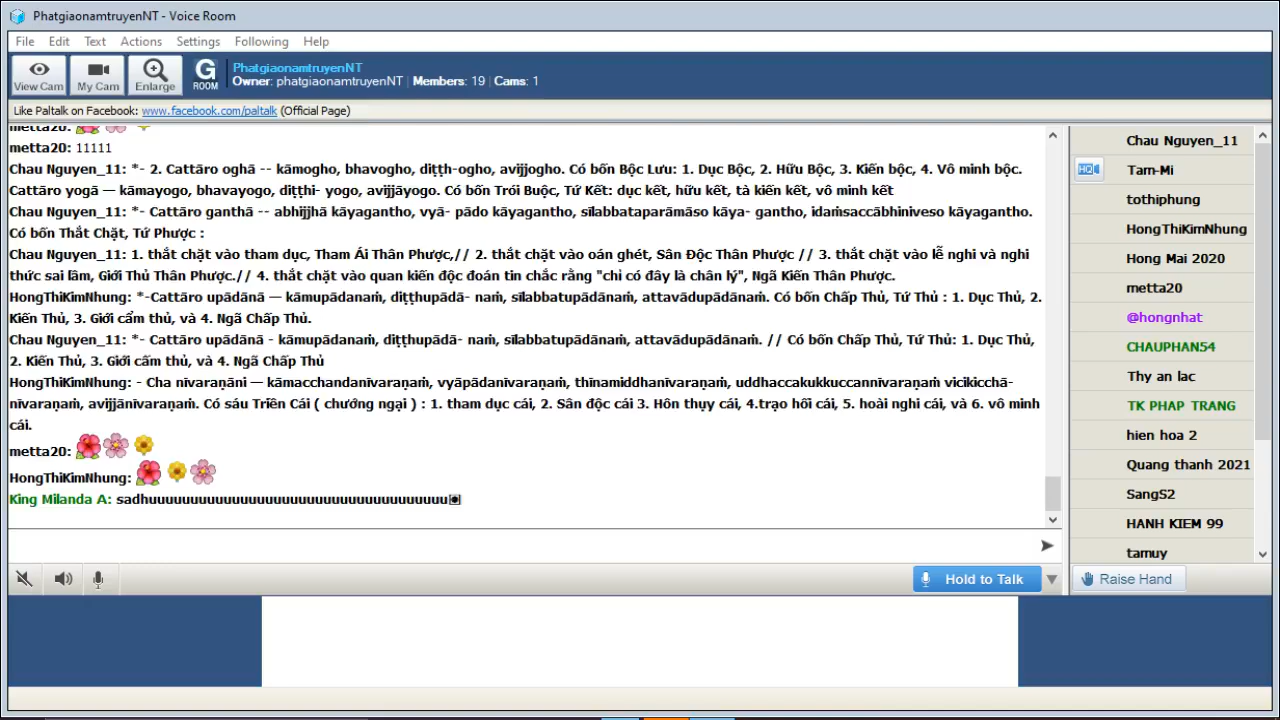 PhatgiaonamtruyenNT - Voice Room
File Edit Text Actions Settings Following Help
View Cam My Cam Enlarge G ROOM
PhatgiaonamtruyenNT
Owner: phatgiaonamtruyenNT Members: 19 Cams: 1
Like Paltalk on Facebook: www.facebook.com/paltalk (Official Page)
metta20:
metta20: 11111
Chau Nguyen_11: *- 2. Cattāro oghā -- kāmogho, bhavogho, diṭṭh-ogho, avijjogho. Có bốn Bộc Lưu: 1. Dục Bộc, 2. Hữu Bộc, 3. Kiến bộc, 4. Vô minh bộc.
Cattāro yogā — kāmayogo, bhavayogo, diṭṭhi- yogo, avijjāyogo. Có bốn Trói Buộc, Tứ Kết: dục kết, hữu kết, tà kiến kết, vô minh kết
Chau Nguyen_11: *- Cattāro ganthā -- abhijjhā kāyagantho, vyā- pādo kāyagantho, sīlabbataparāmāso kāya- gantho, idaṁsaccābhiniveso kāyagantho.
Có bốn Thắt Chặt, Tứ Phược :
Chau Nguyen_11: 1. thắt chặt vào tham dục, Tham Ái Thân Phược,// 2. thắt chặt vào oán ghét, Sân Độc Thân Phược // 3. thắt chặt vào lễ nghi và nghi
thức sai lầm, Giới Thủ Thân Phược.// 4. thắt chặt vào quan kiến độc đoán tin chắc rằng "chỉ có đây là chân lý", Ngã Kiến Thân Phược.
HongThiKimNhung: *-Cattāro upādānā — kāmupādanaṁ, diṭṭhupādā- naṁ, sīlabbatupādānaṁ, attavādupādānaṁ. Có bốn Chấp Thủ, Tứ Thủ : 1. Dục Thủ, 2.
Kiến Thủ, 3. Giới cấm thủ, và 4. Ngã Chấp Thủ.
Chau Nguyen_11: *- Cattāro upādānā - kāmupādanaṁ, diṭṭhupādā- naṁ, sīlabbatupādānaṁ, attavādupādānaṁ. // Có bốn Chấp Thủ, Tứ Thủ: 1. Dục Thủ,
2. Kiến Thủ, 3. Giới cấm thủ, và 4. Ngã Chấp Thủ
HongThiKimNhung: - Cha nīvaraṇāni — kāmacchandanīvaraṇaṁ, vyāpādanīvaraṇaṁ, thīnamiddhanīvaraṇaṁ, uddhaccakukkuccannīvaraṇaṁ vicikicchā-
nīvaraṇaṁ, avijjānīvaraṇaṁ. Có sáu Triền Cái ( chướng ngại ) : 1. tham dục cái, 2. Sân độc cái 3. Hôn thụy cái, 4.trạo hối cái, 5. hoài nghi cái, và 6. vô minh
cái.
metta20:
HongThiKimNhung:
King Milanda A: sadhuuuuuuuuuuuuuuuuuuuuuuuuuuuuuuuuuuuuu
Chau Nguyen_11
HQ Tam-Mi
tothiphung
HongThiKimNhung
Hong Mai 2020
metta20
@hongnhat
CHAUPHAN54
Thy an lac
TK PHAP TRANG
hien hoa 2
Quang thanh 2021
SangS2
HANH KIEM 99
tamuy
Hold to Talk
Raise Hand